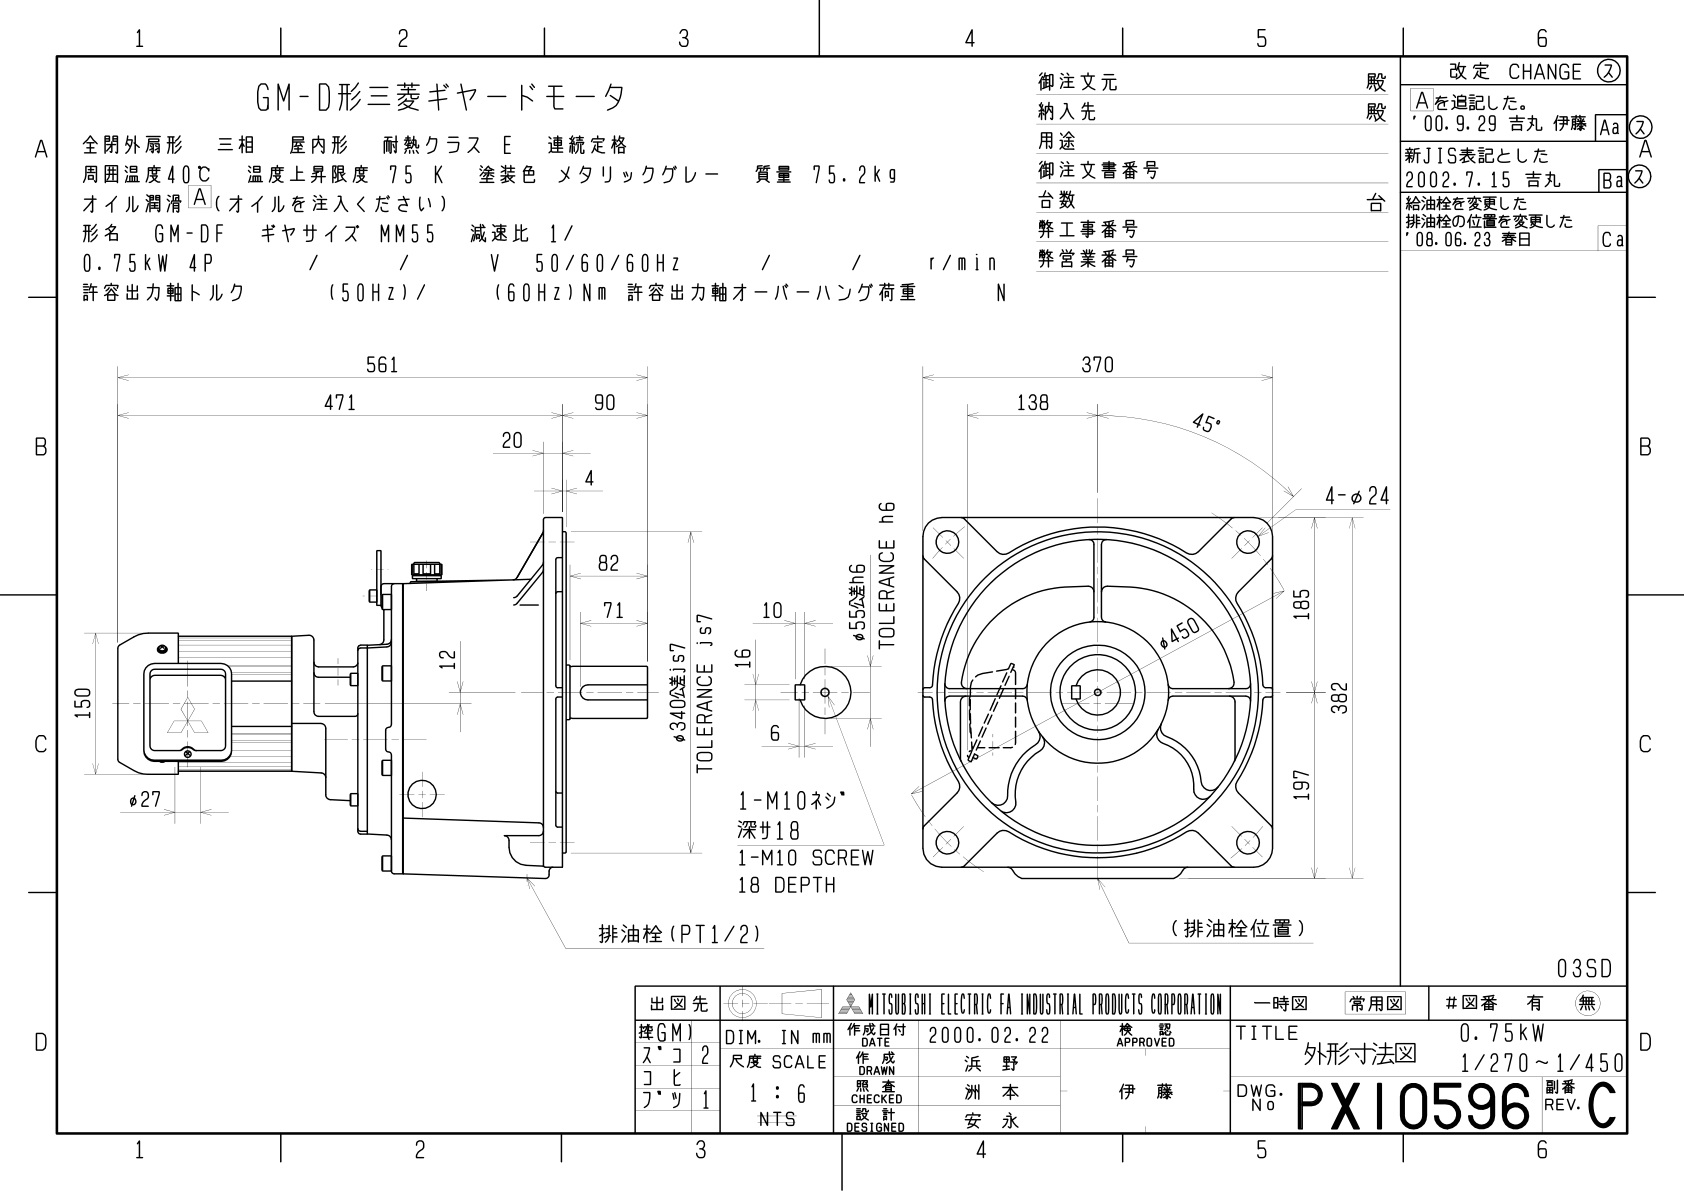 1 2 3 4 5 6
GM-D形三菱ギヤードモータ
全閉外扇形 三相 屋内形 耐熱クラス E 連続定格
周囲温度40℃ 温度上昇限度 75 K 塗装色 メタリックグレー 質量 75.2kg
オイル潤滑 A (オイルを注入ください)
形名 GM-DF ギヤサイズ MM55 減速比 1/
0.75kW 4P / / V 50/60/60Hz / / r/min
許容出力軸トルク (50Hz)/ (60Hz)Nm 許容出力軸オーバーハング荷重 N
御注文元 殿
納入先 殿
用途
御注文書番号
台数 台
弊工事番号
弊営業番号
改定 CHANGE ス
Aを追記した。
'00.9.29 吉丸 伊藤 Aa ス
新JIS表記とした
2002.7.15 吉丸 Ba ス
給油栓を変更した
排油栓の位置を変更した
'08.06.23 春日 Ca
A A
B B
C C
D D
561
471 90
20
4
82
71
12
150
φ27
φ340公差js7
TOLERANCE js7
排油栓(PT1/2)
10
16
6
φ55公差h6
TOLERANCE h6
1-M10ネジ
深サ18
1-M10 SCREW
18 DEPTH
370
138
45°
4-φ24
φ450
185
197
382
(排油栓位置)
03SD
出図先
GM)
ズコ 2
コヒ
ブツ 1
DIM. IN mm
尺度 SCALE
1 : 6
NTS
MITSUBISHI ELECTRIC FA INDUSTRIAL PRODUCTS CORPORATION
作成日付 DATE 2000.02.22
作成 DRAWN 浜野
照査 CHECKED 洲本
設計 DESIGNED 安永
検認 APPROVED
伊藤
一時図 常用図 #図番 有 無
TITLE 0.75kW
外形寸法図 1/270~1/450
DWG. No PX10596 副番 REV. C
1 2 3 4 5 6